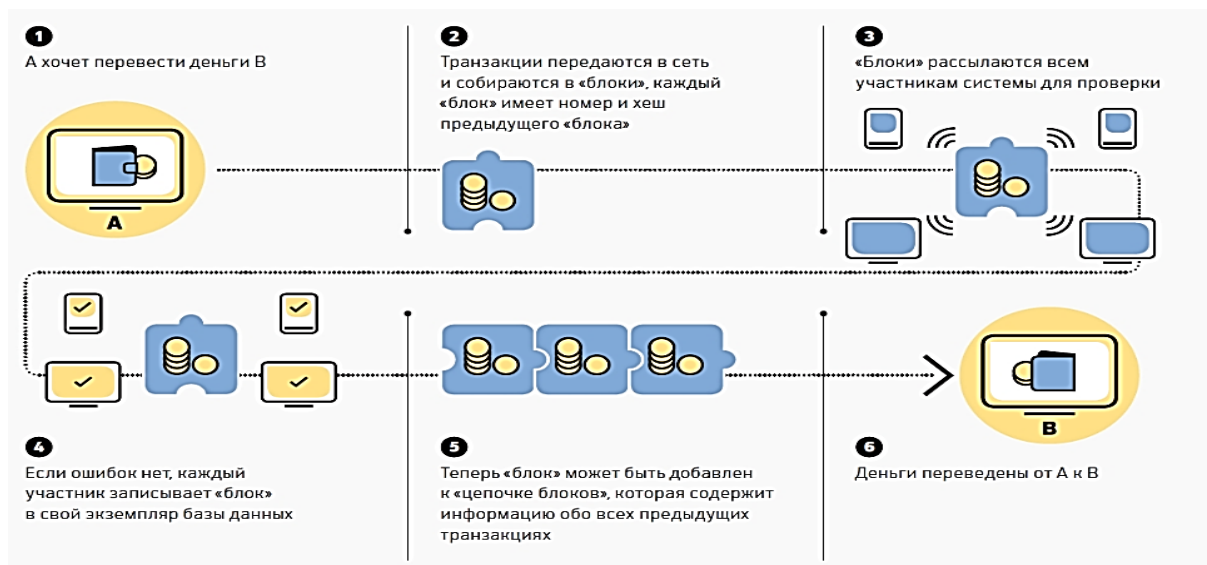 1
А хочет перевести деньги В
A
2
Транзакции передаются в сеть
и собираются в «блоки», каждый
«блок» имеет номер и хеш
предыдущего «блока»
3
«Блоки» рассылаются всем
участникам системы для проверки
4
Если ошибок нет, каждый
участник записывает «блок»
в свой экземпляр базы данных
5
Теперь «блок» может быть добавлен
к «цепочке блоков», которая содержит
информацию обо всех предыдущих
транзакциях
B
6
Деньги переведены от А к В